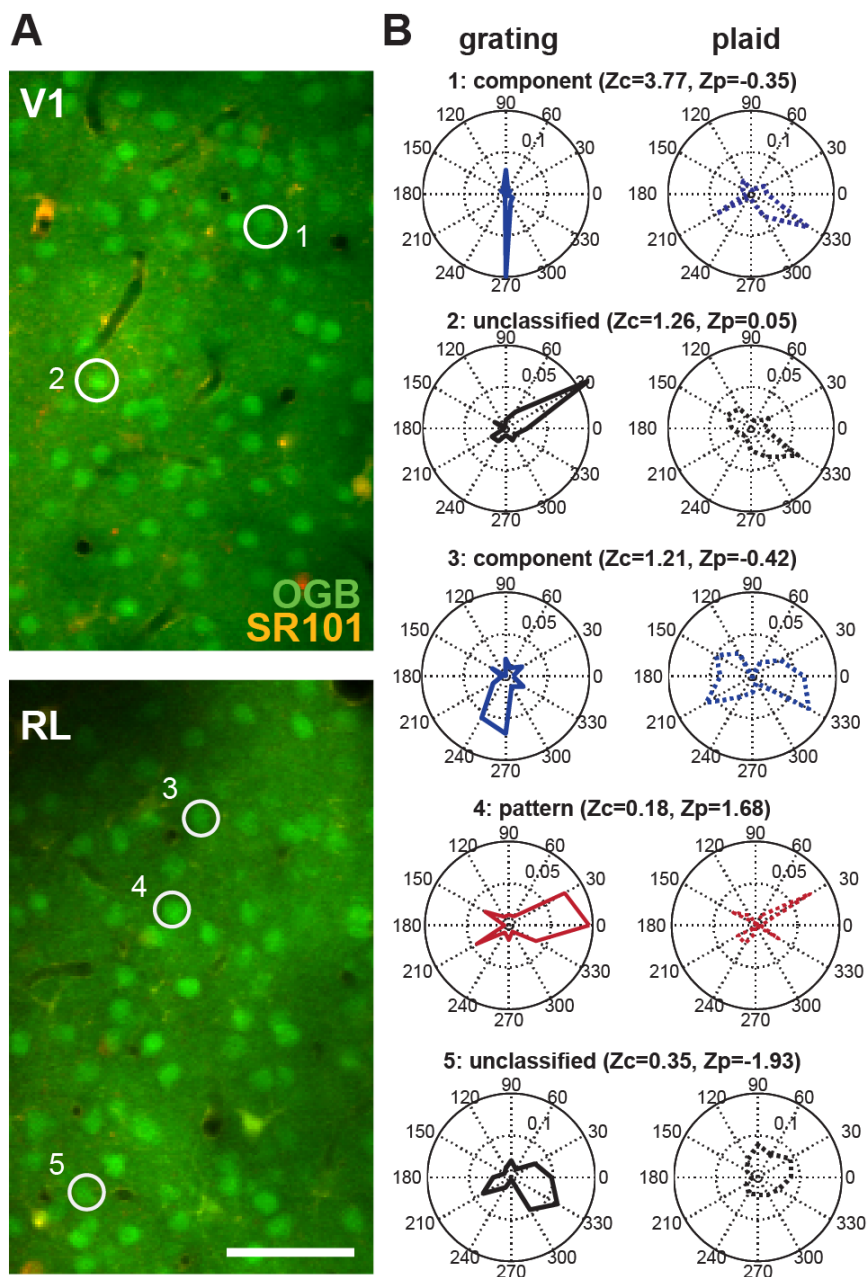 A
V1
1
2
OGB
SR101
RL
3
4
5
B
grating plaid
1: component (Zc=3.77, Zp=-0.35)
90 90
120 60 120 60
150 0.1 30 150 0.1 30
180 0 180 0
210 330 210 330
240 300 240 300
270 270
2: unclassified (Zc=1.26, Zp=0.05)
90 90
120 60 120 60
150 0.05 30 150 0.05 30
180 0 180 0
210 330 210 330
240 300 240 300
270 270
3: component (Zc=1.21, Zp=-0.42)
90 90
120 60 120 60
150 0.05 30 150 0.05 30
180 0 180 0
210 330 210 330
240 300 240 300
270 270
4: pattern (Zc=0.18, Zp=1.68)
90 90
120 60 120 60
150 0.05 30 150 0.05 30
180 0 180 0
210 330 210 330
240 300 240 300
270 270
5: unclassified (Zc=0.35, Zp=-1.93)
90 90
120 60 120 60
150 0.1 30 150 0.1 30
180 0 180 0
210 330 210 330
240 300 240 300
270 270